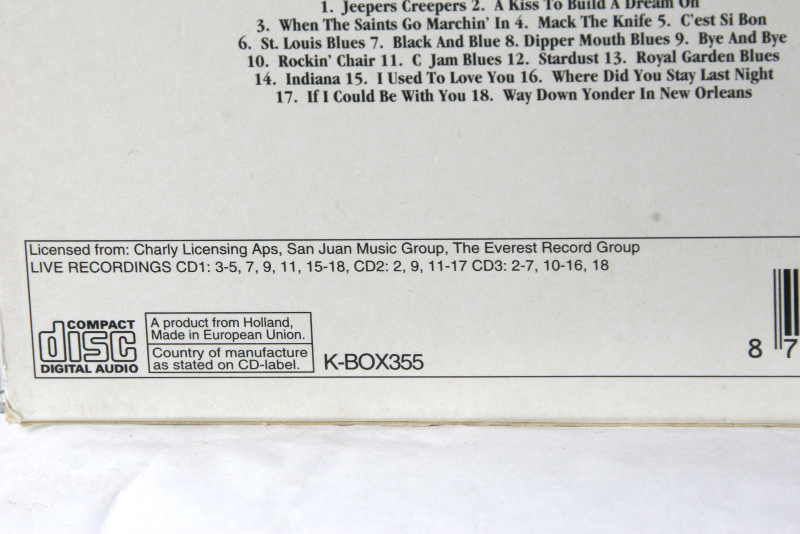 1. Jeepers Creepers 2. A Kiss To Build A Dream On
3. When The Saints Go Marchin' In 4. Mack The Knife 5. C'est Si Bon
6. St. Louis Blues 7. Black And Blue 8. Dipper Mouth Blues 9. Bye And Bye
10. Rockin' Chair 11. C Jam Blues 12. Stardust 13. Royal Garden Blues
14. Indiana 15. I Used To Love You 16. Where Did You Stay Last Night
17. If I Could Be With You 18. Way Down Yonder In New Orleans
Licensed from: Charly Licensing Aps, San Juan Music Group, The Everest Record Group
LIVE RECORDINGS CD1: 3-5, 7, 9, 11, 15-18, CD2: 2, 9, 11-17 CD3: 2-7, 10-16, 18
COMPACT
disc
DIGITAL AUDIO
A product from Holland,
Made in European Union.
Country of manufacture
as stated on CD-label.
K-BOX355
8 7